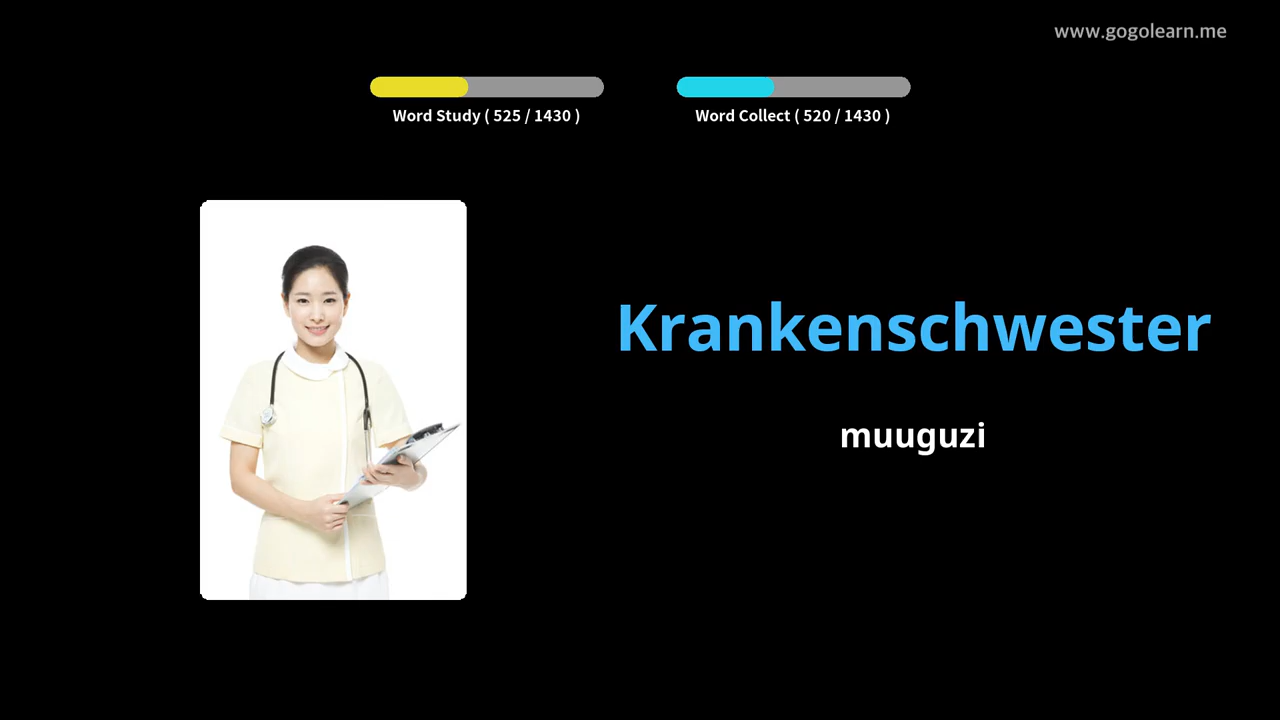 www.gogolearn.me
Word Study ( 525 / 1430 )
Word Collect ( 520 / 1430 )
Krankenschwester
muuguzi